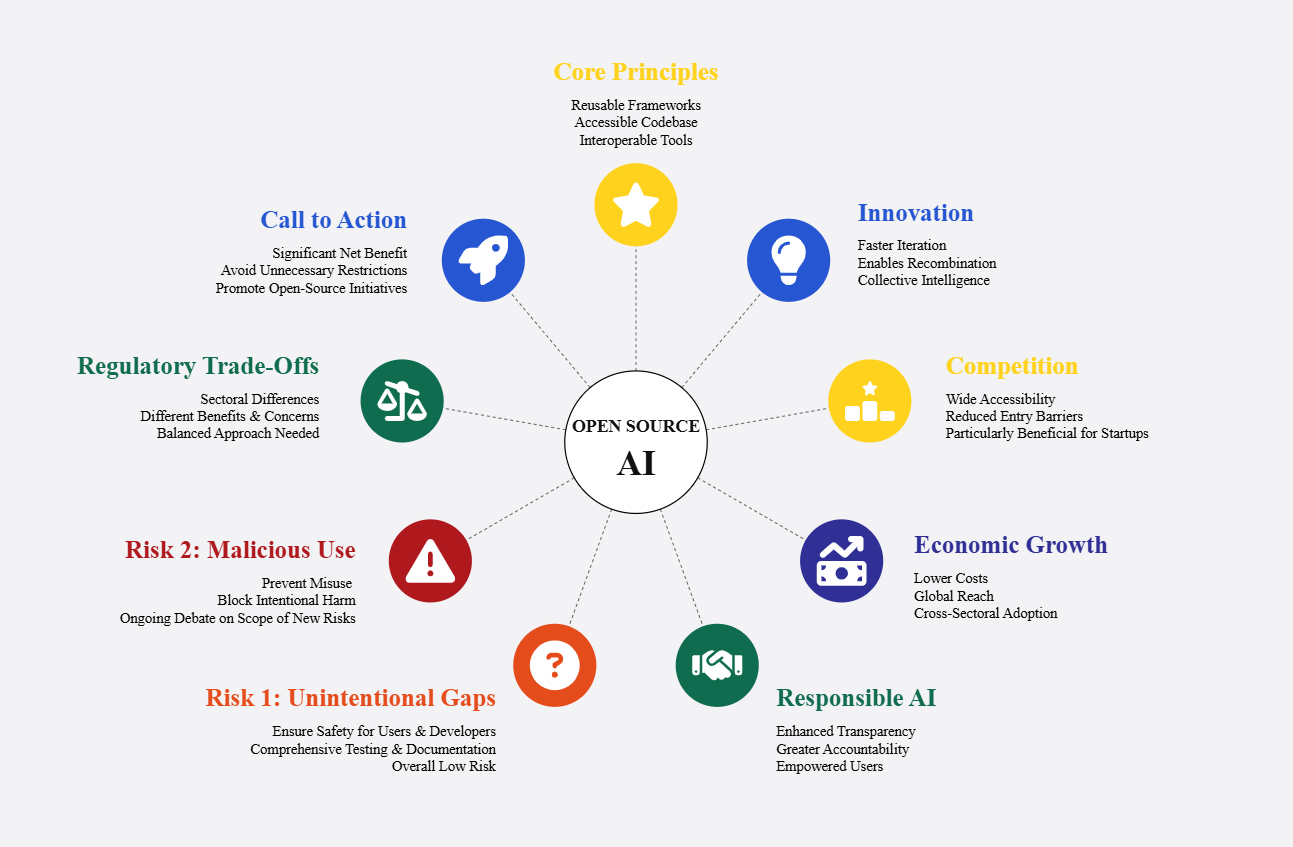 Core Principles
Reusable Frameworks
Accessible Codebase
Interoperable Tools
Innovation
Faster Iteration
Enables Recombination
Collective Intelligence
Competition
Wide Accessibility
Reduced Entry Barriers
Particularly Beneficial for Startups
Economic Growth
Lower Costs
Global Reach
Cross-Sectoral Adoption
Responsible AI
Enhanced Transparency
Greater Accountability
Empowered Users
Risk 1: Unintentional Gaps
Ensure Safety for Users & Developers
Comprehensive Testing & Documentation
Overall Low Risk
Risk 2: Malicious Use
Prevent Misuse
Block Intentional Harm
Ongoing Debate on Scope of New Risks
Regulatory Trade-Offs
Sectoral Differences
Different Benefits & Concerns
Balanced Approach Needed
Call to Action
Significant Net Benefit
Avoid Unnecessary Restrictions
Promote Open-Source Initiatives
OPEN SOURCE
AI
?